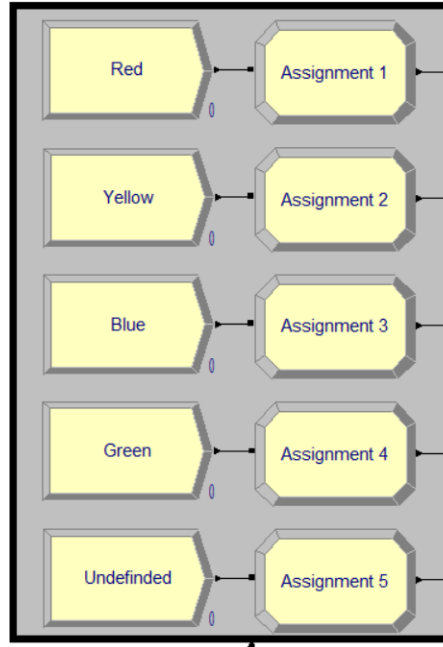 Red
Assignment 1
0
Yellow
Assignment 2
0
Blue
Assignment 3
0
Green
Assignment 4
0
Undefinded
Assignment 5
0